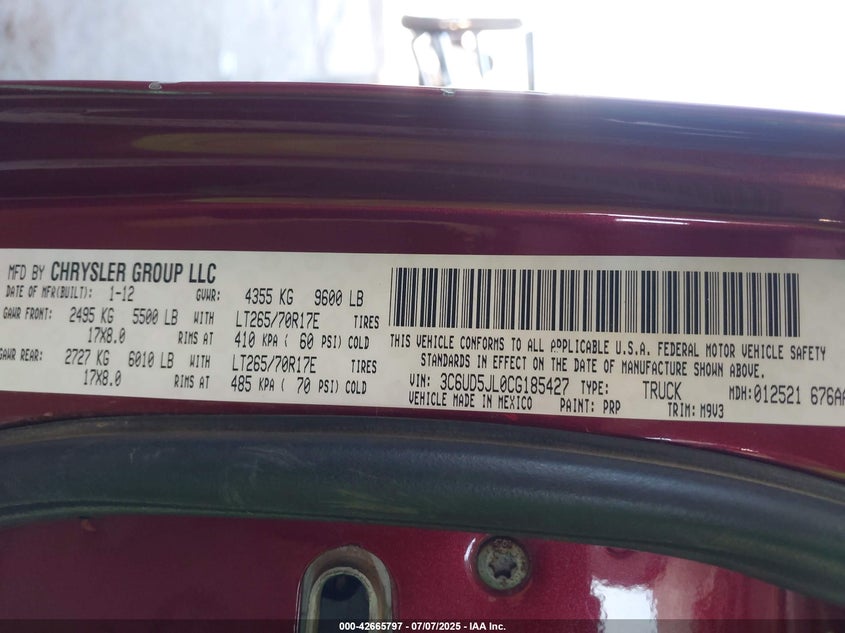 MFD BY CHRYSLER GROUP LLC
DATE OF MFR(BUILT): 1-12 GVWR: 4355 KG 9600 LB
GAWR FRONT: 2495 KG 5500 LB WITH LT265/70R17E TIRES
17X8.0 RIMS AT 410 KPA ( 60 PSI) COLD
GAWR REAR: 2727 KG 6010 LB WITH LT265/70R17E TIRES
17X8.0 RIMS AT 485 KPA ( 70 PSI) COLD
THIS VEHICLE CONFORMS TO ALL APPLICABLE U.S.A. FEDERAL MOTOR VEHICLE SAFETY
STANDARDS IN EFFECT ON THE DATE OF MANUFACTURE SHOWN ABOVE.
VIN: 3C6UD5JL0CG185427 TYPE: TRUCK MDH:012521 676AA
VEHICLE MADE IN MEXICO PAINT: PRP TRIM: M9V3
000-42665797 - 07/07/2025 - IAA Inc.